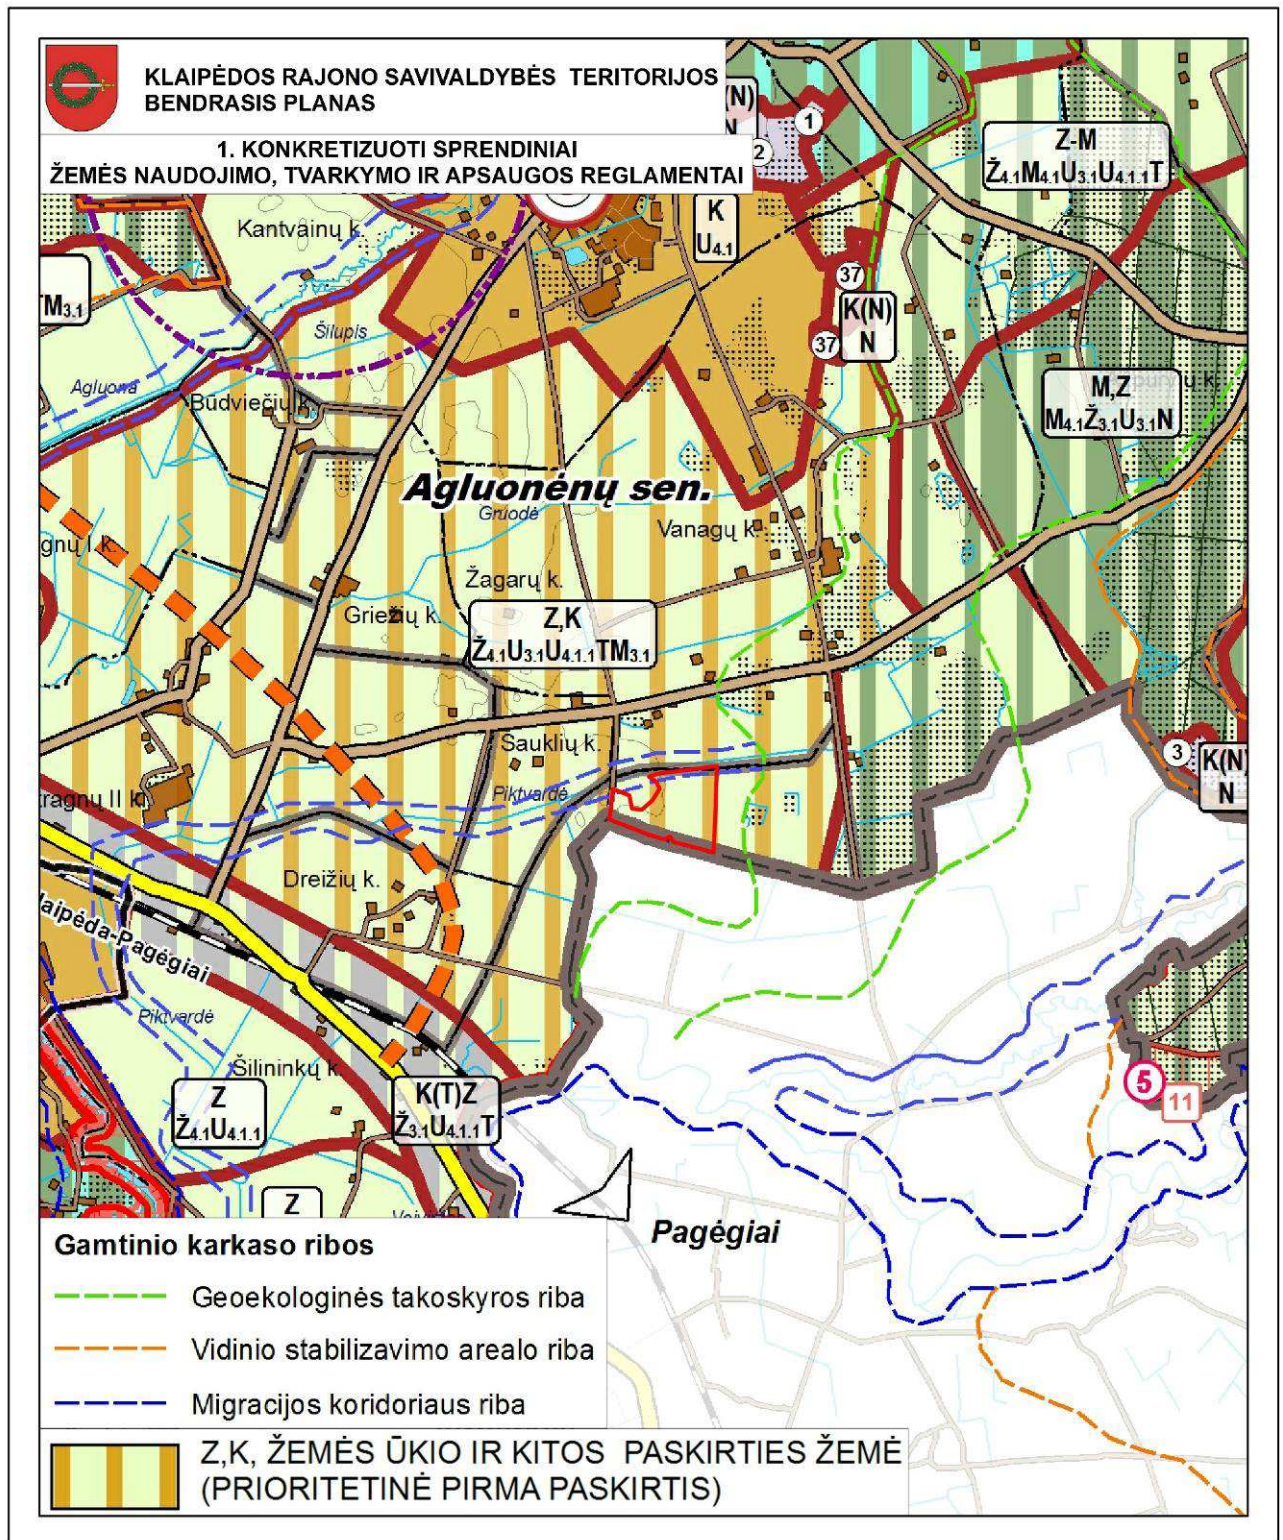 KLAIPĖDOS RAJONO SAVIVALDYBĖS TERITORIJOS
BENDRASIS PLANAS
1. KONKRETIZUOTI SPRENDINIAI
ŽEMĖS NAUDOJIMO, TVARKYMO IR APSAUGOS REGLAMENTAI
(N)
N
1
2
Z-M
Ž4.1M4.1U3.1U4.1.1T
K
U4.1
Kantvainų k.
TM3.1
37
K(N)
N
37
Šilupis
Agluona
Būdviečių k.
M,Z
M4.1Ž3.1U3.1N
Agluonėnų sen.
Gruodė
Vanagų k.
gnų I k.
Žagarų k.
Griežių k.
Z,K
Ž4.1U3.1U4.1.1TM3.1
Sauklių k.
3
K(N)
N
Piktvardė
tragnų II k.
Dreižių k.
laipėda-Pagėgiai
Piktvardė
Šilininkų k.
Z
Ž4.1U4.1.1
K(T)Z
Ž3.1U4.1.1T
5
11
Z
Pagėgiai
Gamtinio karkaso ribos
Geoekologinės takoskyros riba
Vidinio stabilizavimo arealo riba
Migracijos koridoriaus riba
Z,K, ŽEMĖS ŪKIO IR KITOS PASKIRTIES ŽEMĖ
(PRIORITETINĖ PIRMA PASKIRTIS)